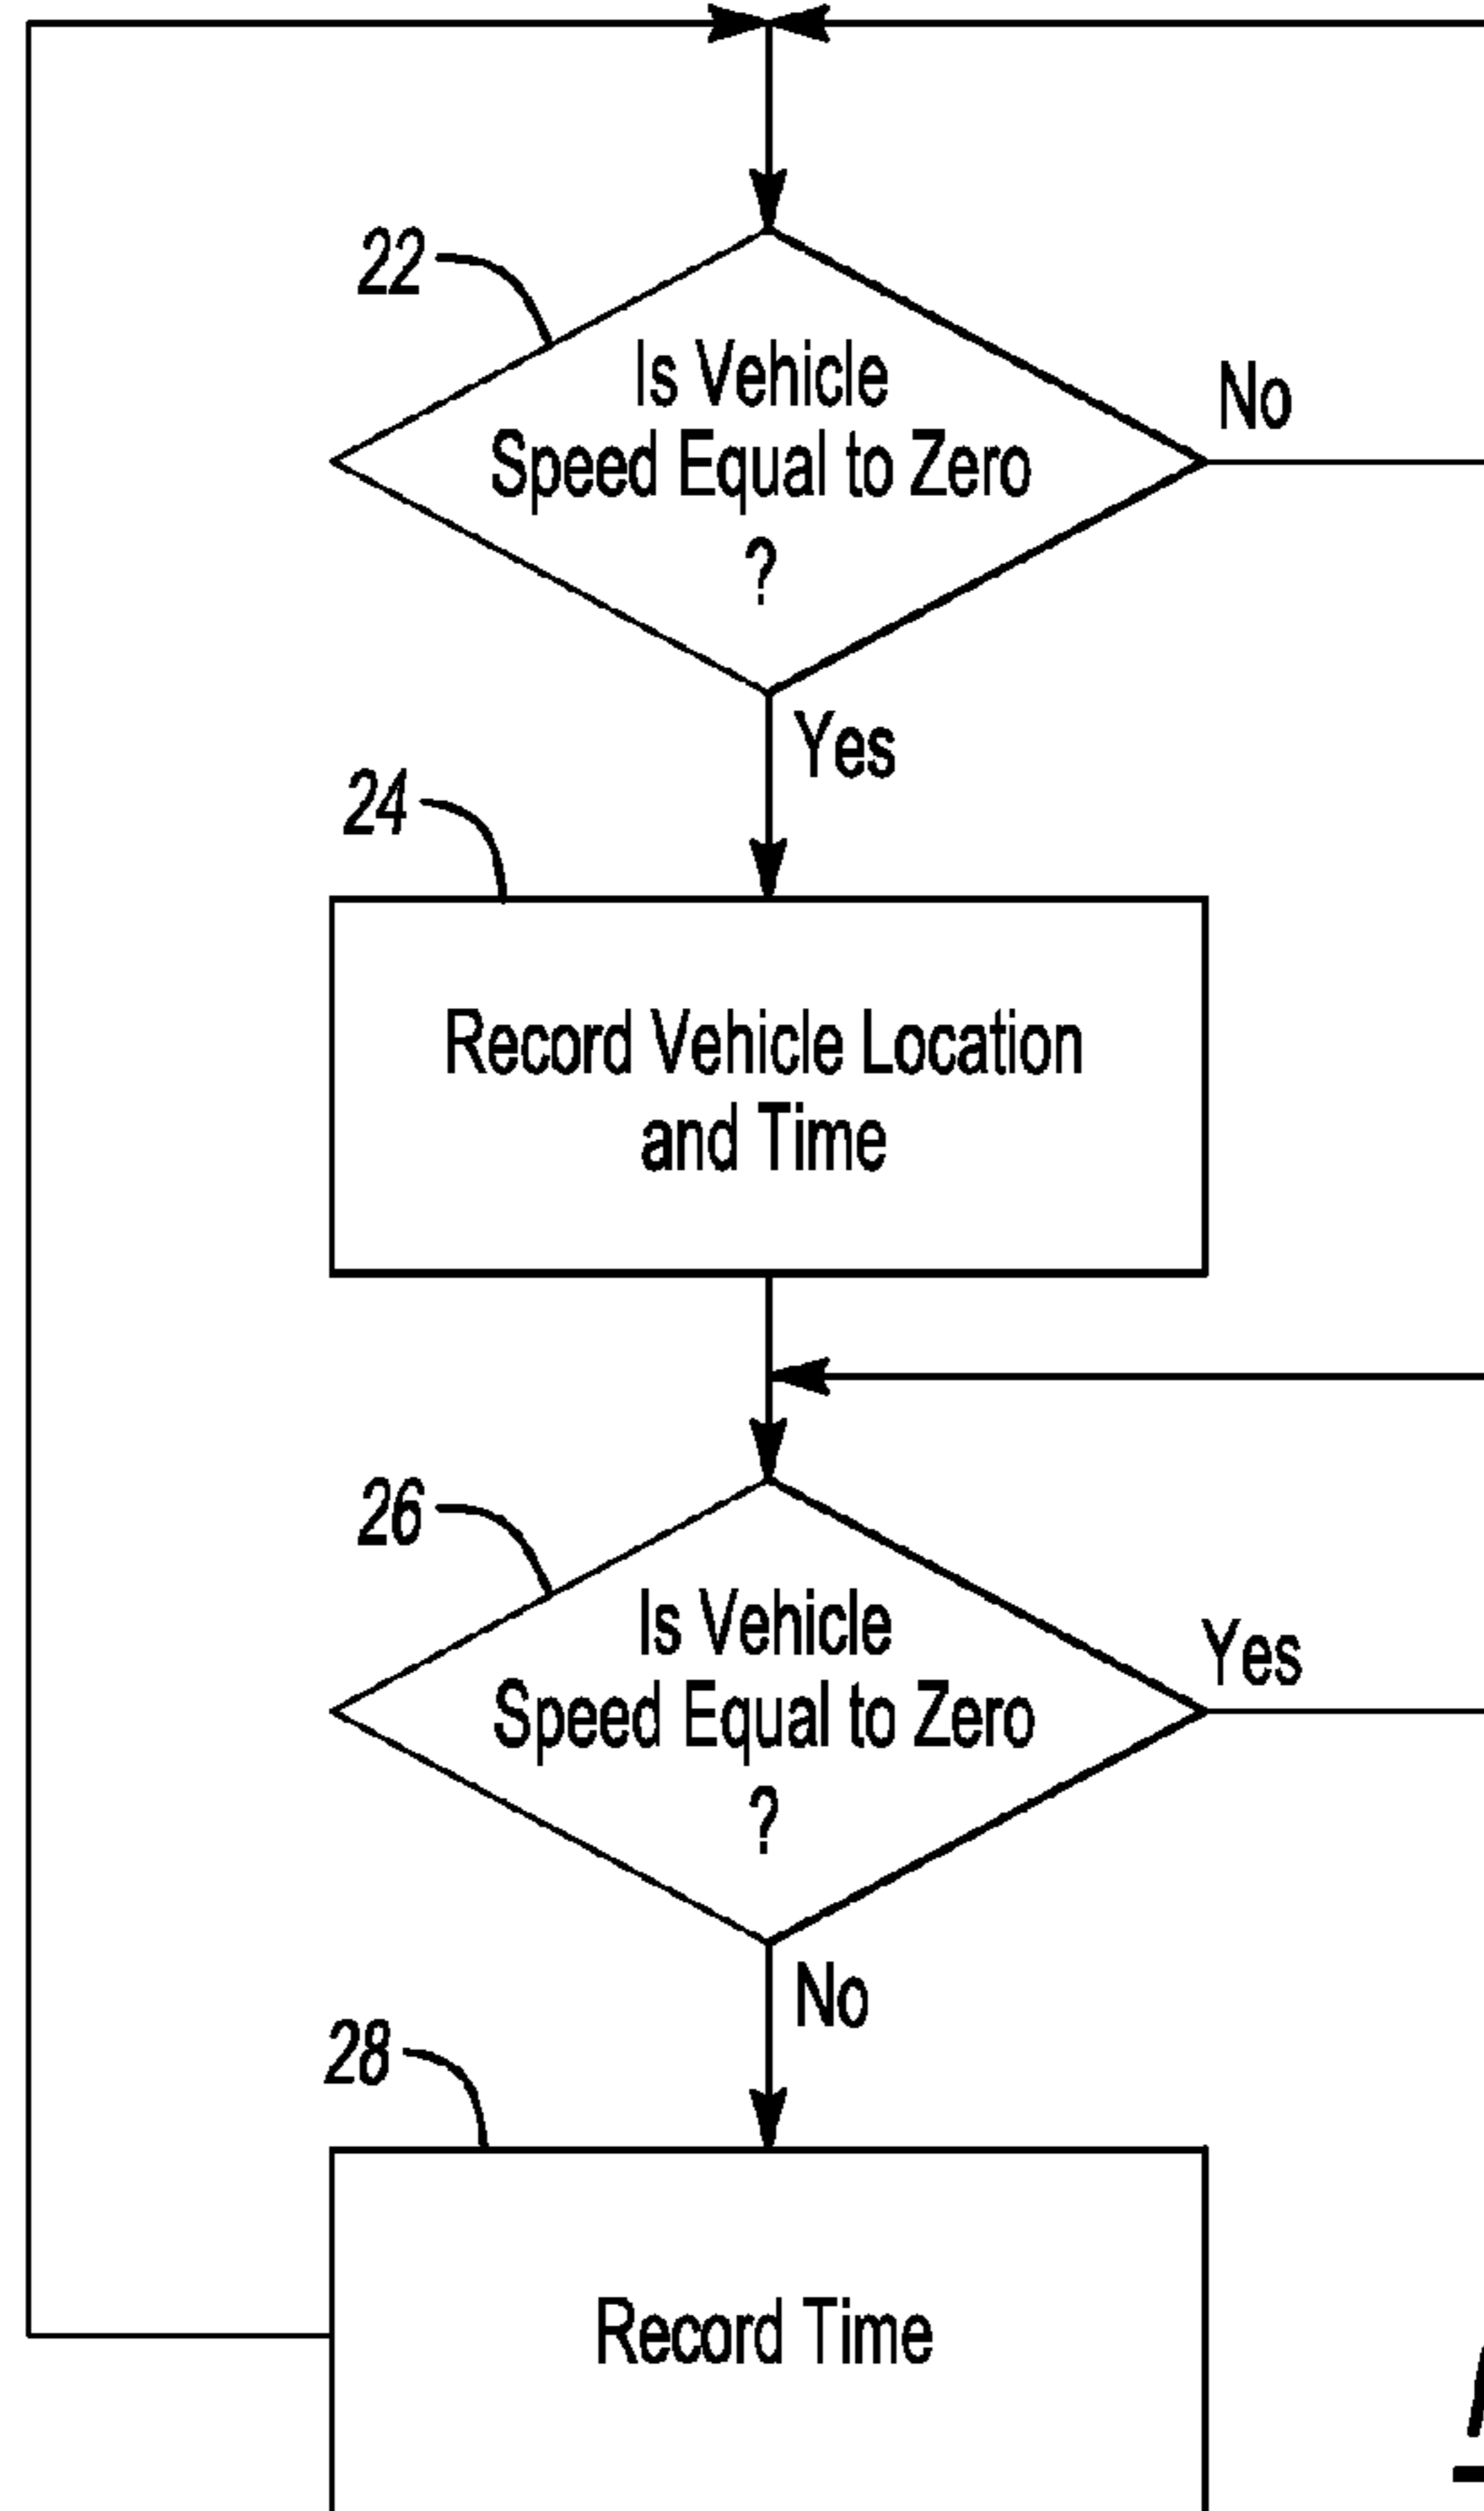 22
Is Vehicle
Speed Equal to Zero
?
No
Yes
24
Record Vehicle Location
and Time
26
Is Vehicle
Speed Equal to Zero
?
Yes
No
28
Record Time